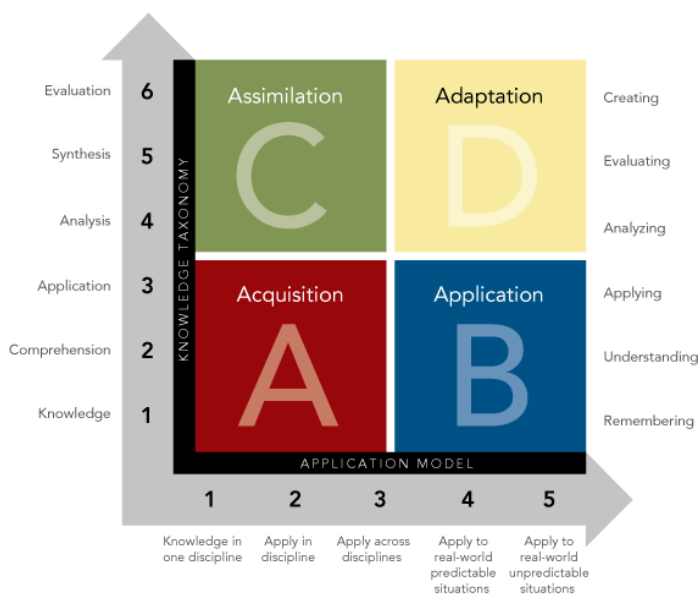 Evaluation 6
Synthesis 5
Analysis 4
Application 3
Comprehension 2
Knowledge 1
KNOWLEDGE TAXONOMY
Assimilation
C
Adaptation
D
Acquisition
A
Application
B
Creating
Evaluating
Analyzing
Applying
Understanding
Remembering
APPLICATION MODEL
1 2 3 4 5
Knowledge in
one discipline
Apply in
discipline
Apply across
disciplines
Apply to
real-world
predictable
situations
Apply to
real-world
unpredictable
situations